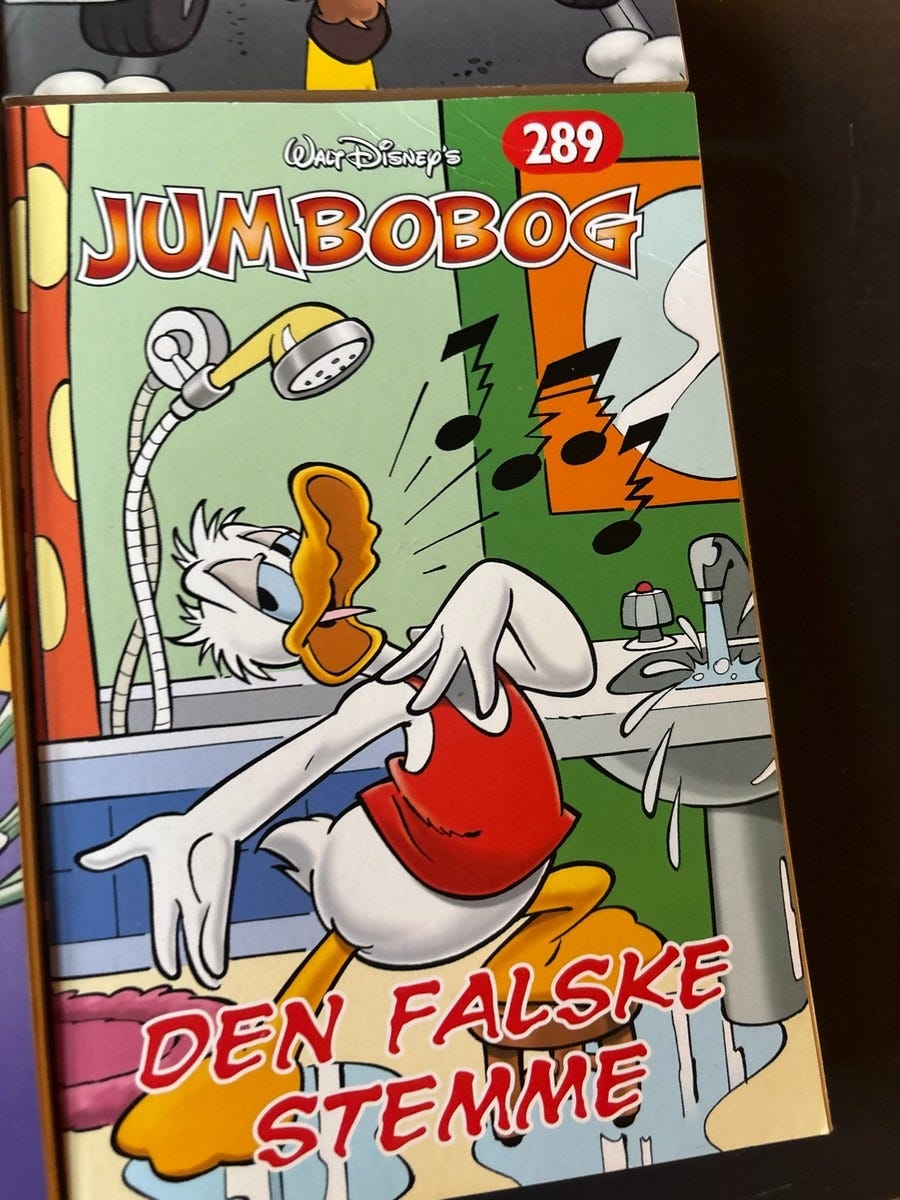 Walt Disney's
289
JUMBOBOG
DEN FALSKE
STEMME